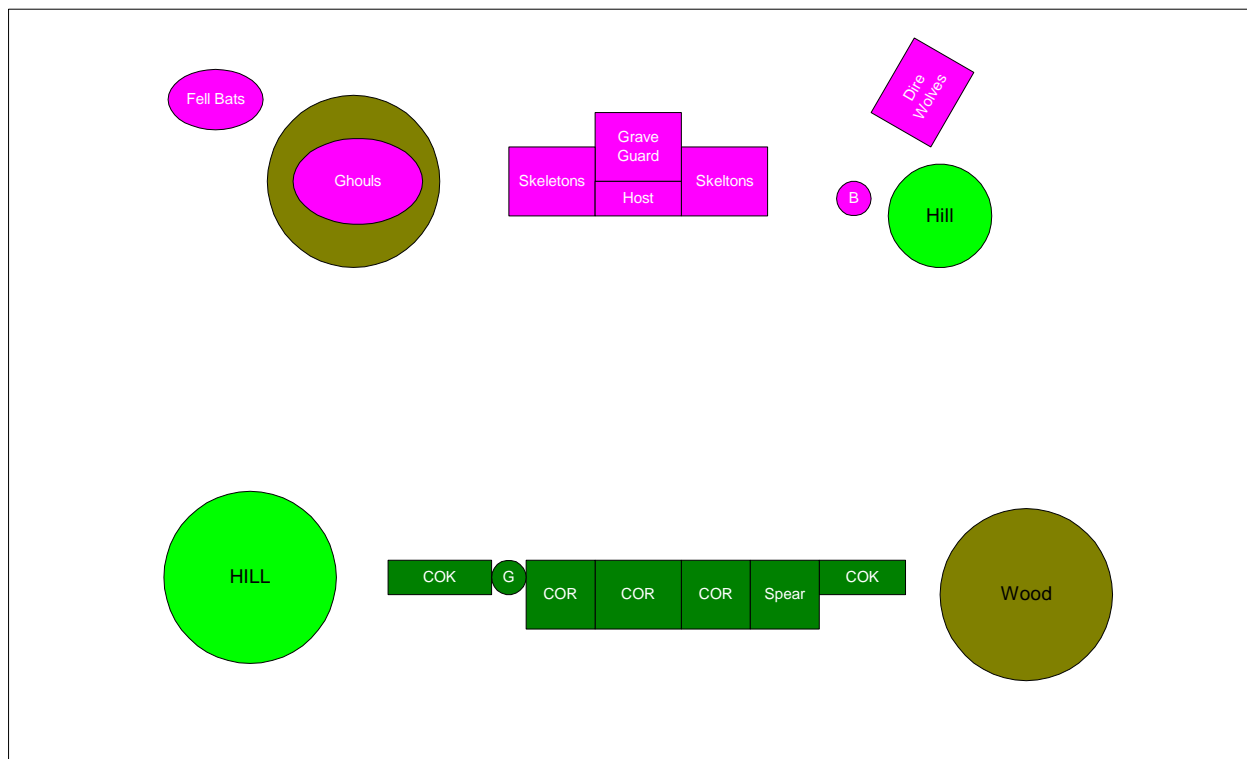 Fell Bats
Dire
Wolves
Grave
Guard
Skeletons
Ghouls
Skeltons
Host
B
Hill
HILL
COK
G
COR
COR
COR
Spear
COK
Wood